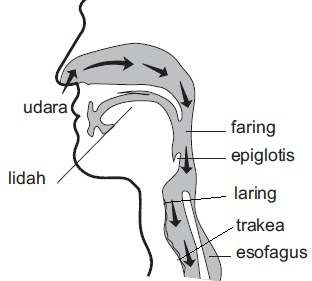 udara
lidah
faring
epiglotis
laring
trakea
esofagus